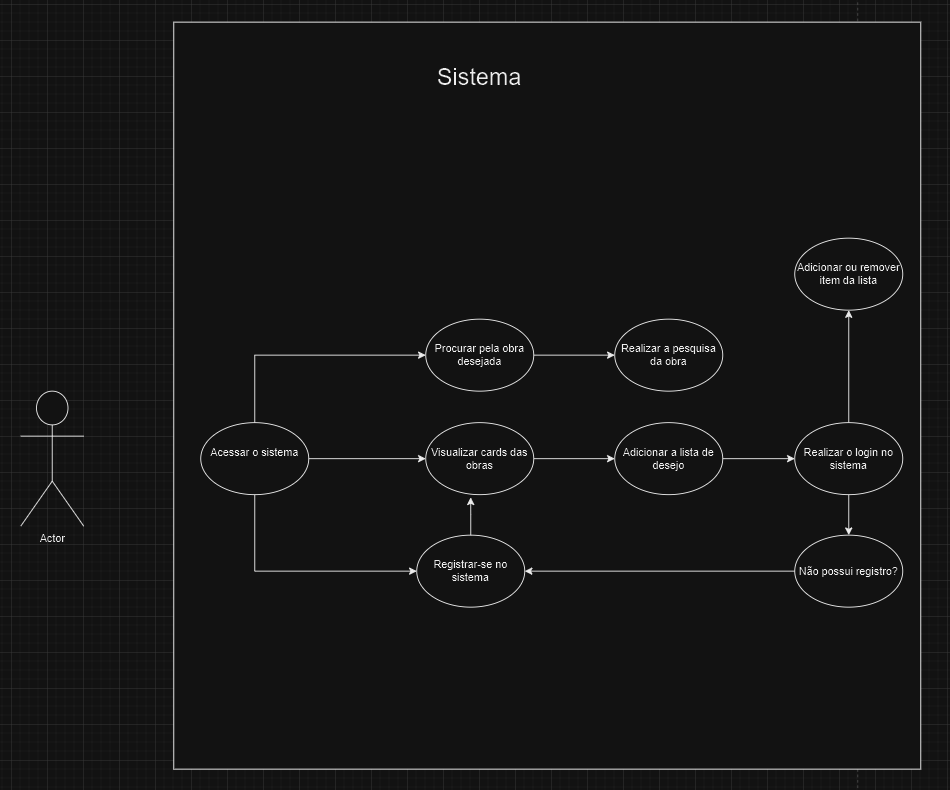 Sistema
Adicionar ou remover
item da lista
Procurar pela obra
desejada
Realizar a pesquisa
da obra
Acessar o sistema
Visualizar cards das
obras
Adicionar a lista de
desejo
Realizar o login no
sistema
Actor
Registrar-se no
sistema
Não possui registro?